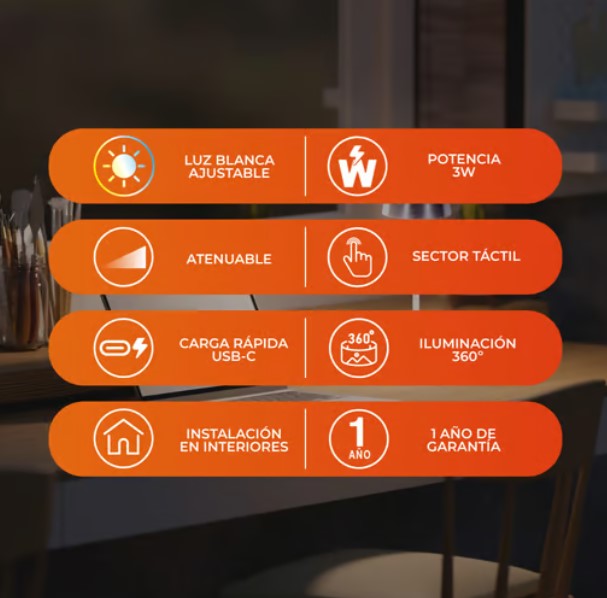 LUZ BLANCA
AJUSTABLE
W
POTENCIA
3W
ATENUABLE
SECTOR TÁCTIL
CARGA RÁPIDA
USB-C
360°
ILUMINACIÓN
360°
INSTALACIÓN
EN INTERIORES
1
AÑO
1 AÑO DE
GARANTÍA